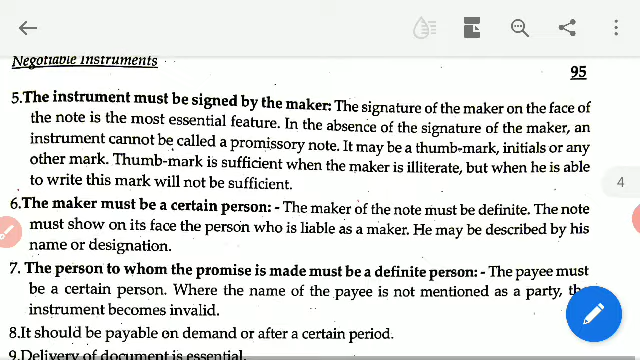 Negotiable Instruments
95
5.The instrument must be signed by the maker: The signature of the maker on the face of
the note is the most essential feature. In the absence of the signature of the maker, an
instrument cannot be called a promissory note. It may be a thumb-mark, initials or any
other mark. Thumb-mark is sufficient when the maker is illiterate, but when he is able
to write this mark will not be sufficient.
4
6.The maker must be a certain person: - The maker of the note must be definite. The note
must show on its face the person who is liable as a maker. He may be described by his
name or designation.
7. The person to whom the promise is made must be a definite person: - The payee must
be a certain person. Where the name of the payee is not mentioned as a party,
instrument becomes invalid.
8.It should be payable on demand or after a certain period.
9.Delivery of document is essential.